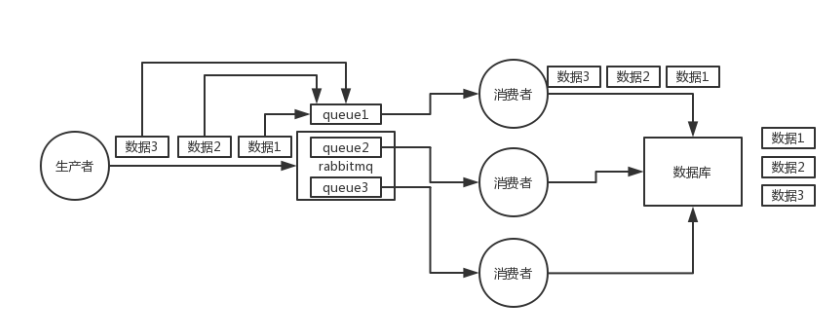 数据3 数据2 数据1
消费者
queue1
数据3 数据2 数据1
数据1
queue2
生产者
rabbitmq
消费者
数据库
数据2
queue3
数据3
消费者